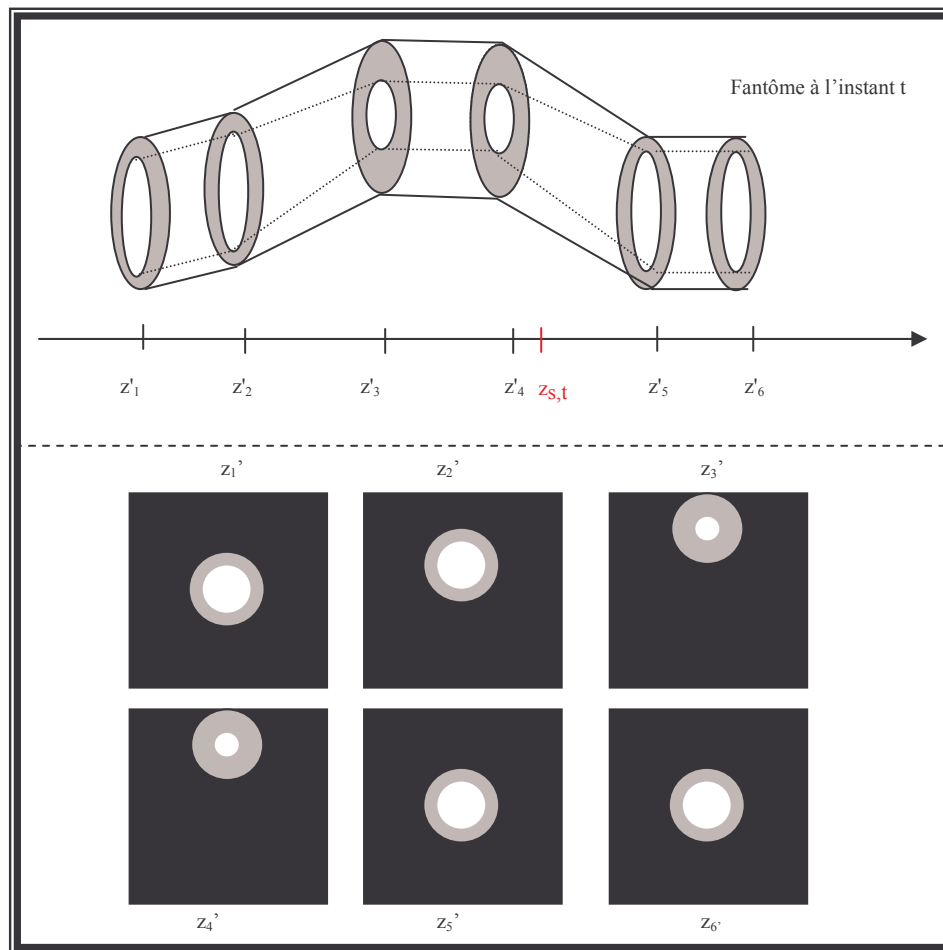 Fantôme à l'instant t
z'1 z'2 z'3 z'4 zs,t z'5 z'6
z1’ z2’ z3’
z4’ z5’ z6’